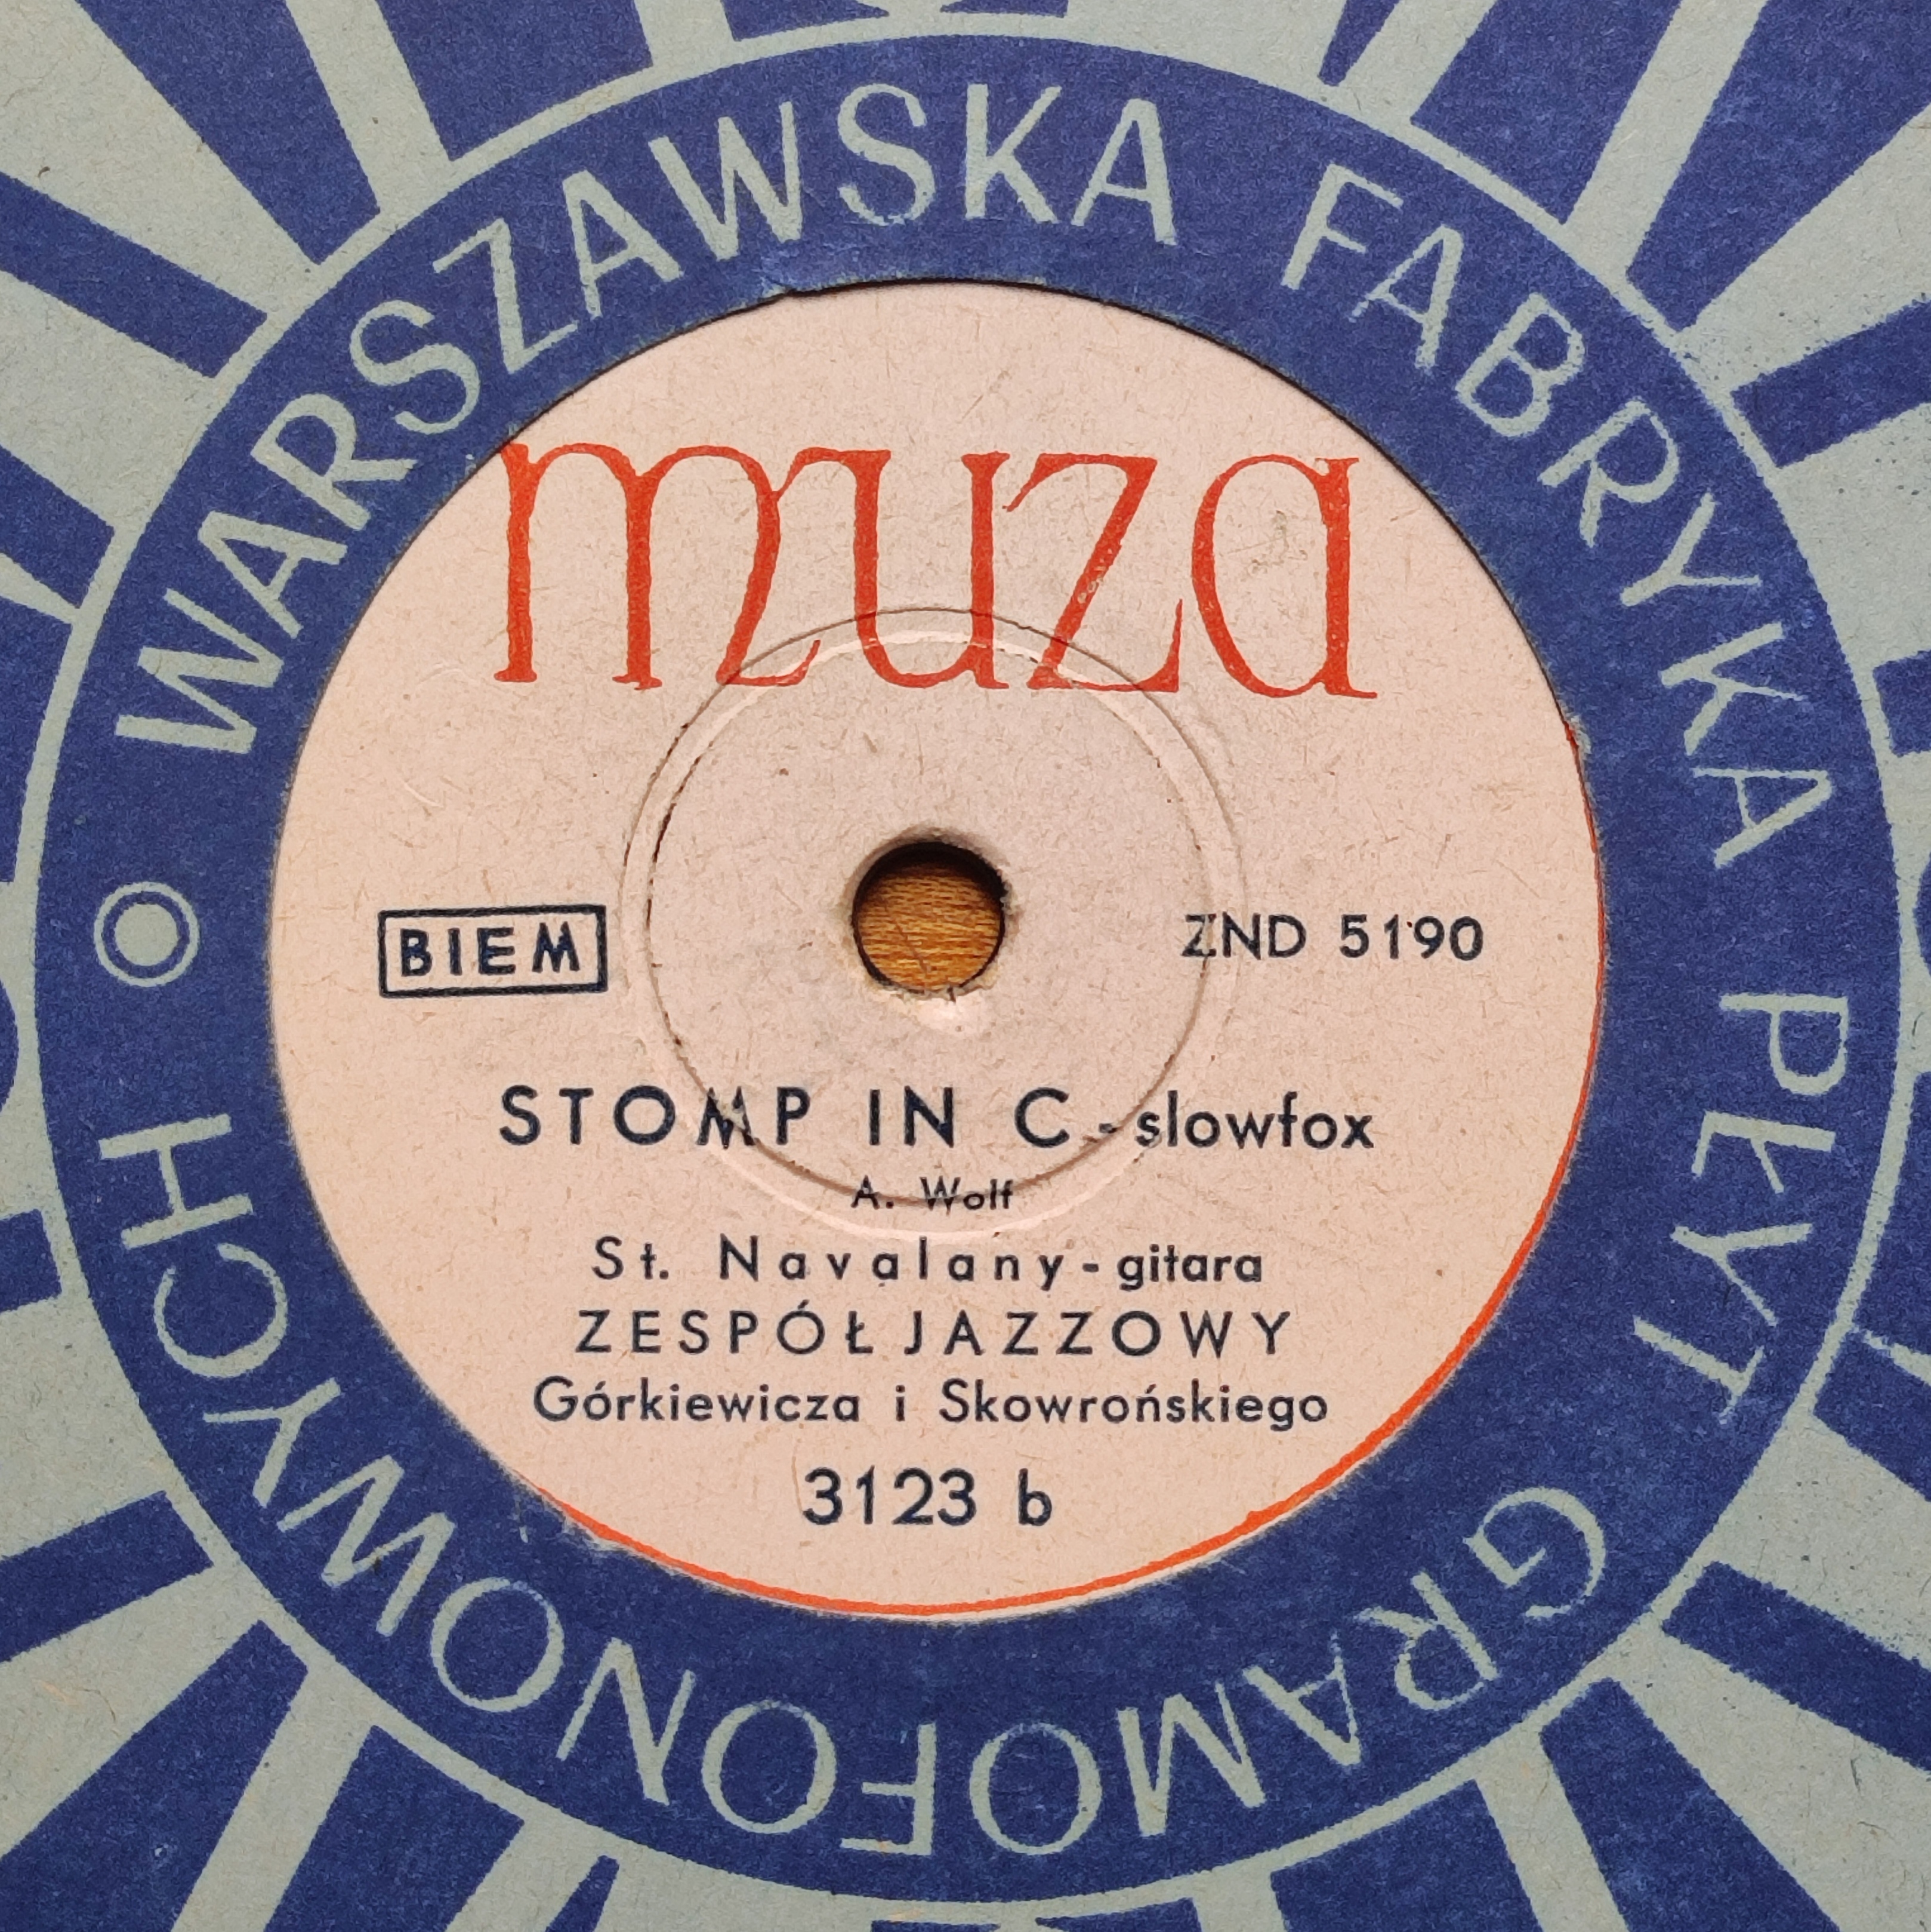 WARSZAWSKA FABRYKA PŁYT GRAMOFONOWYCH
muza
BIEM
ZND 5190
STOMP IN C - slowfox
A. Wolf
St. Navalany - gitara
ZESPÓŁ JAZZOWY
Górkiewicza i Skowrońskiego
3123 b